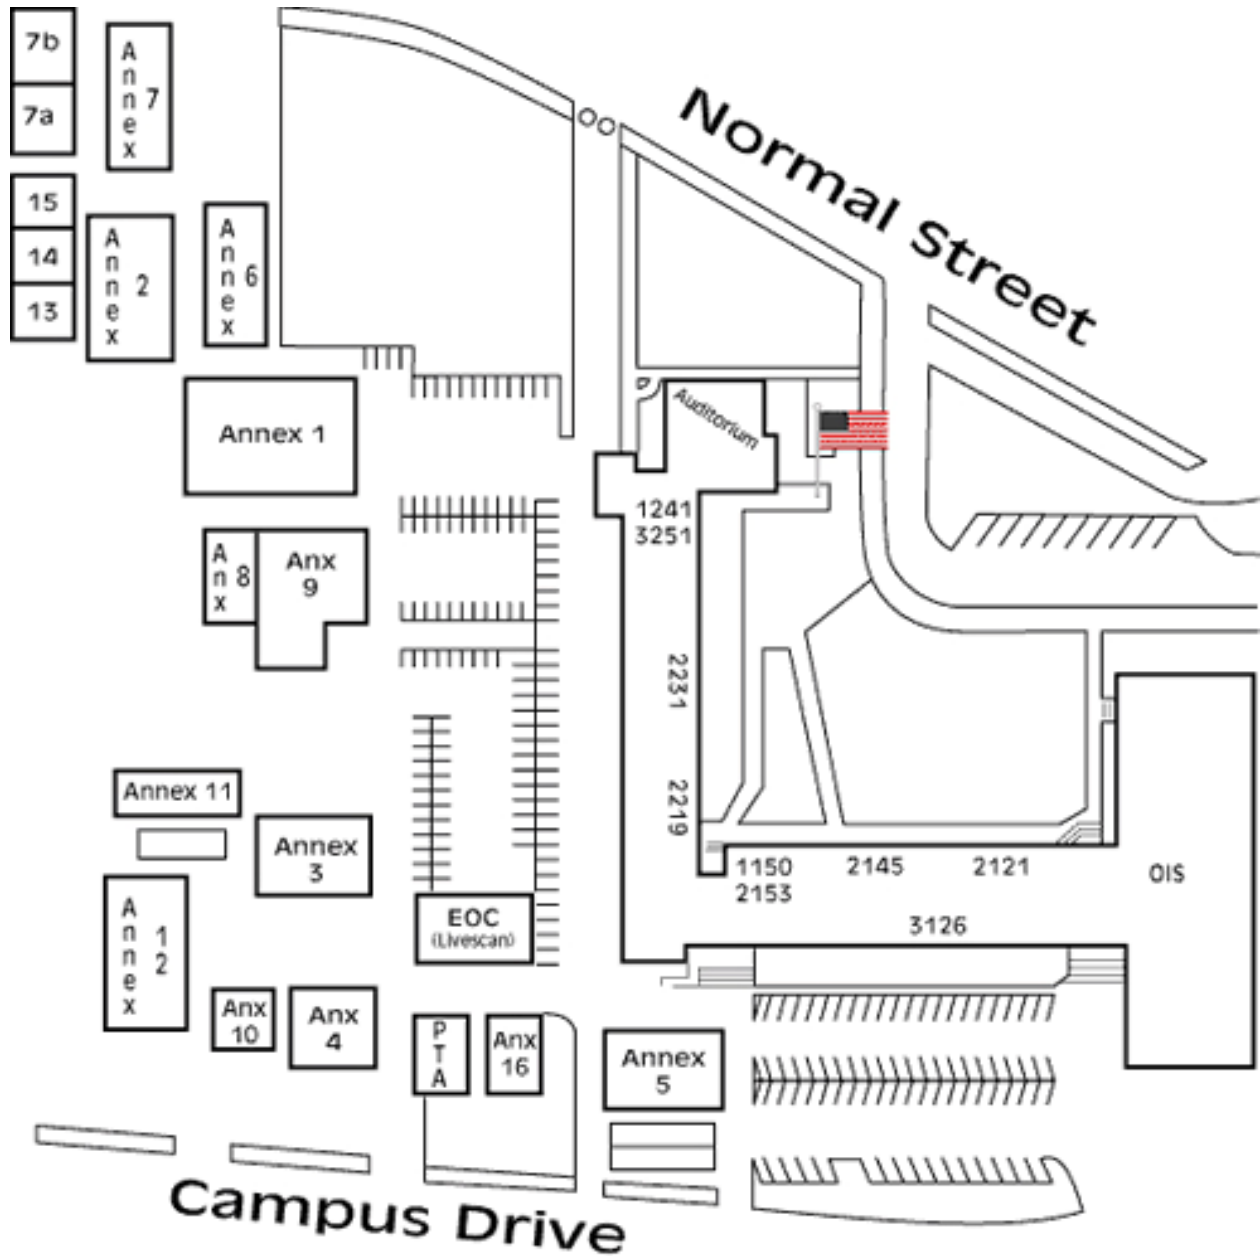 7b
7a
Annex 7
Normal Street
15
14
13
Annex 2
Annex 6
Auditorium
Annex 1
1241
3251
Anx 8
Anx
9
2231
2219
Annex 11
Annex
3
1150
2153
2145
2121
OIS
3126
EOC
(Livescan)
Annex 12
Anx
10
Anx
4
PTA
Anx
16
Annex
5
Campus Drive